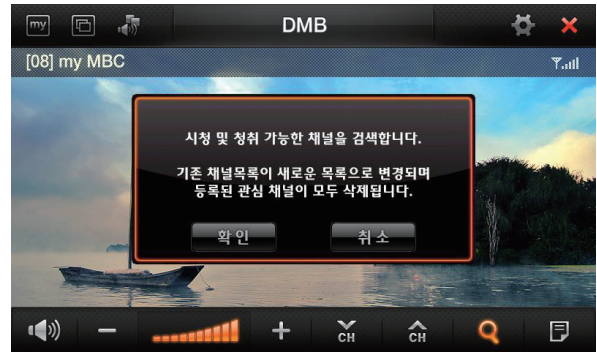 my
DMB
[08] my MBC
시청 및 청취 가능한 채널을 검색합니다.
기존 채널목록이 새로운 목록으로 변경되며
등록된 관심 채널이 모두 삭제됩니다.
확인
취소
CH
CH